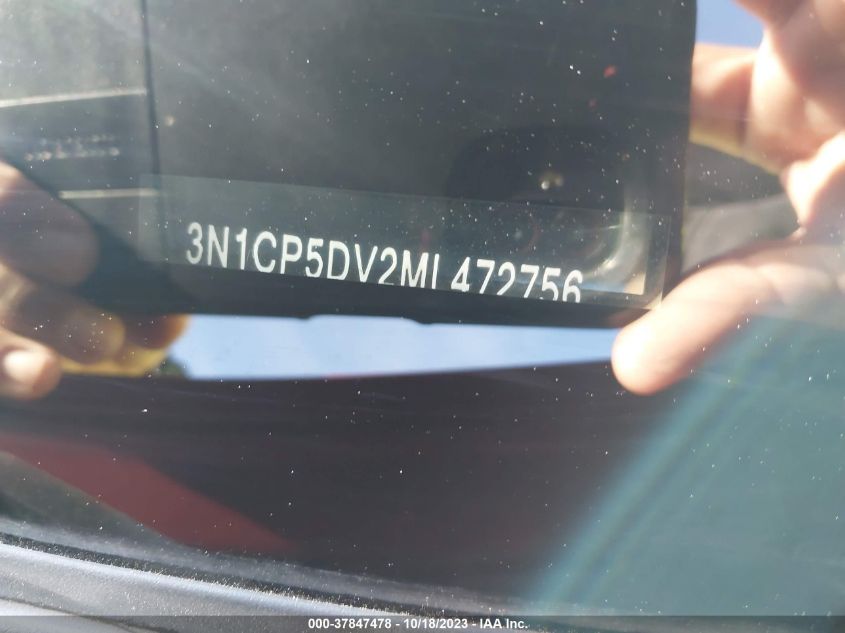 3N1CP5DV2ML472756
000-37847478 - 10/18/2023 - IAA Inc.